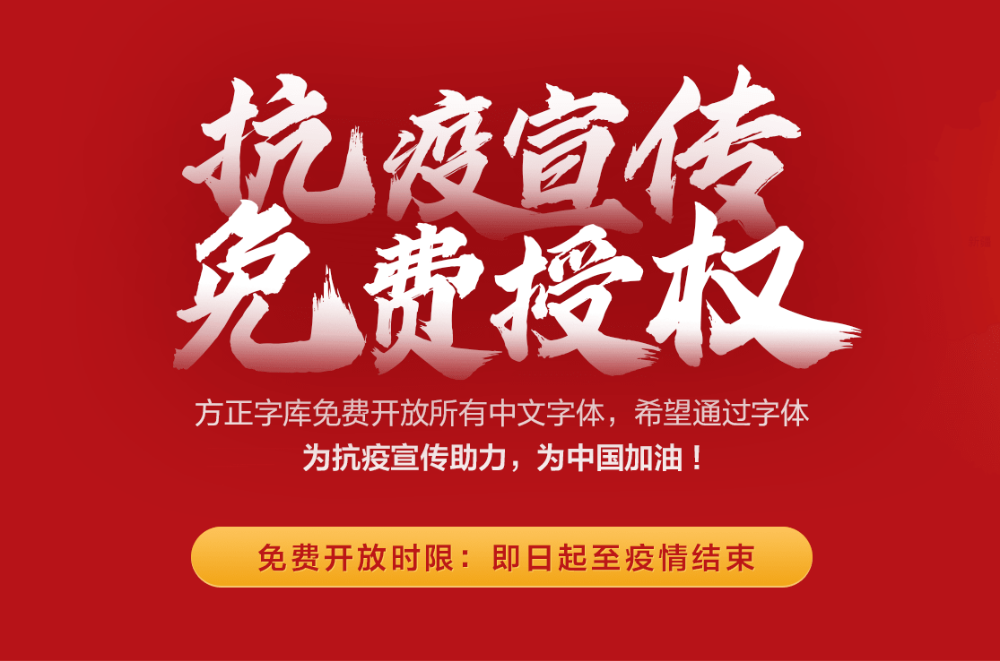 抗疫宣传
免费授权
方正字库免费开放所有中文字体，希望通过字体
为抗疫宣传助力，为中国加油！
免费开放时限：即日起至疫情结束